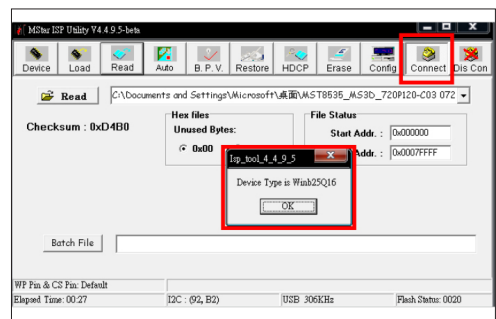 MStar ISP Utility V4.4.9.5-beta
Device Load Read Auto B. P. V. Restore HDCP Erase Config Connect Dis Con
Read C:\Documents and Settings\Microsoft\桌面\MST8535_MS3D_720P120-C03 072
Checksum : 0xD4B0
Hex files
Unused Bytes:
0x00
File Status
Start Addr. : 0x000000
Addr. : 0x0007FFFF
Isp_tool_4_4_9_5
Device Type is Winb25Q16
OK
Batch File
WP Pin & CS Pin: Default
Elapsed Time: 00:27 I2C : (92, B2) USB 306KHz Flash Status: 0020